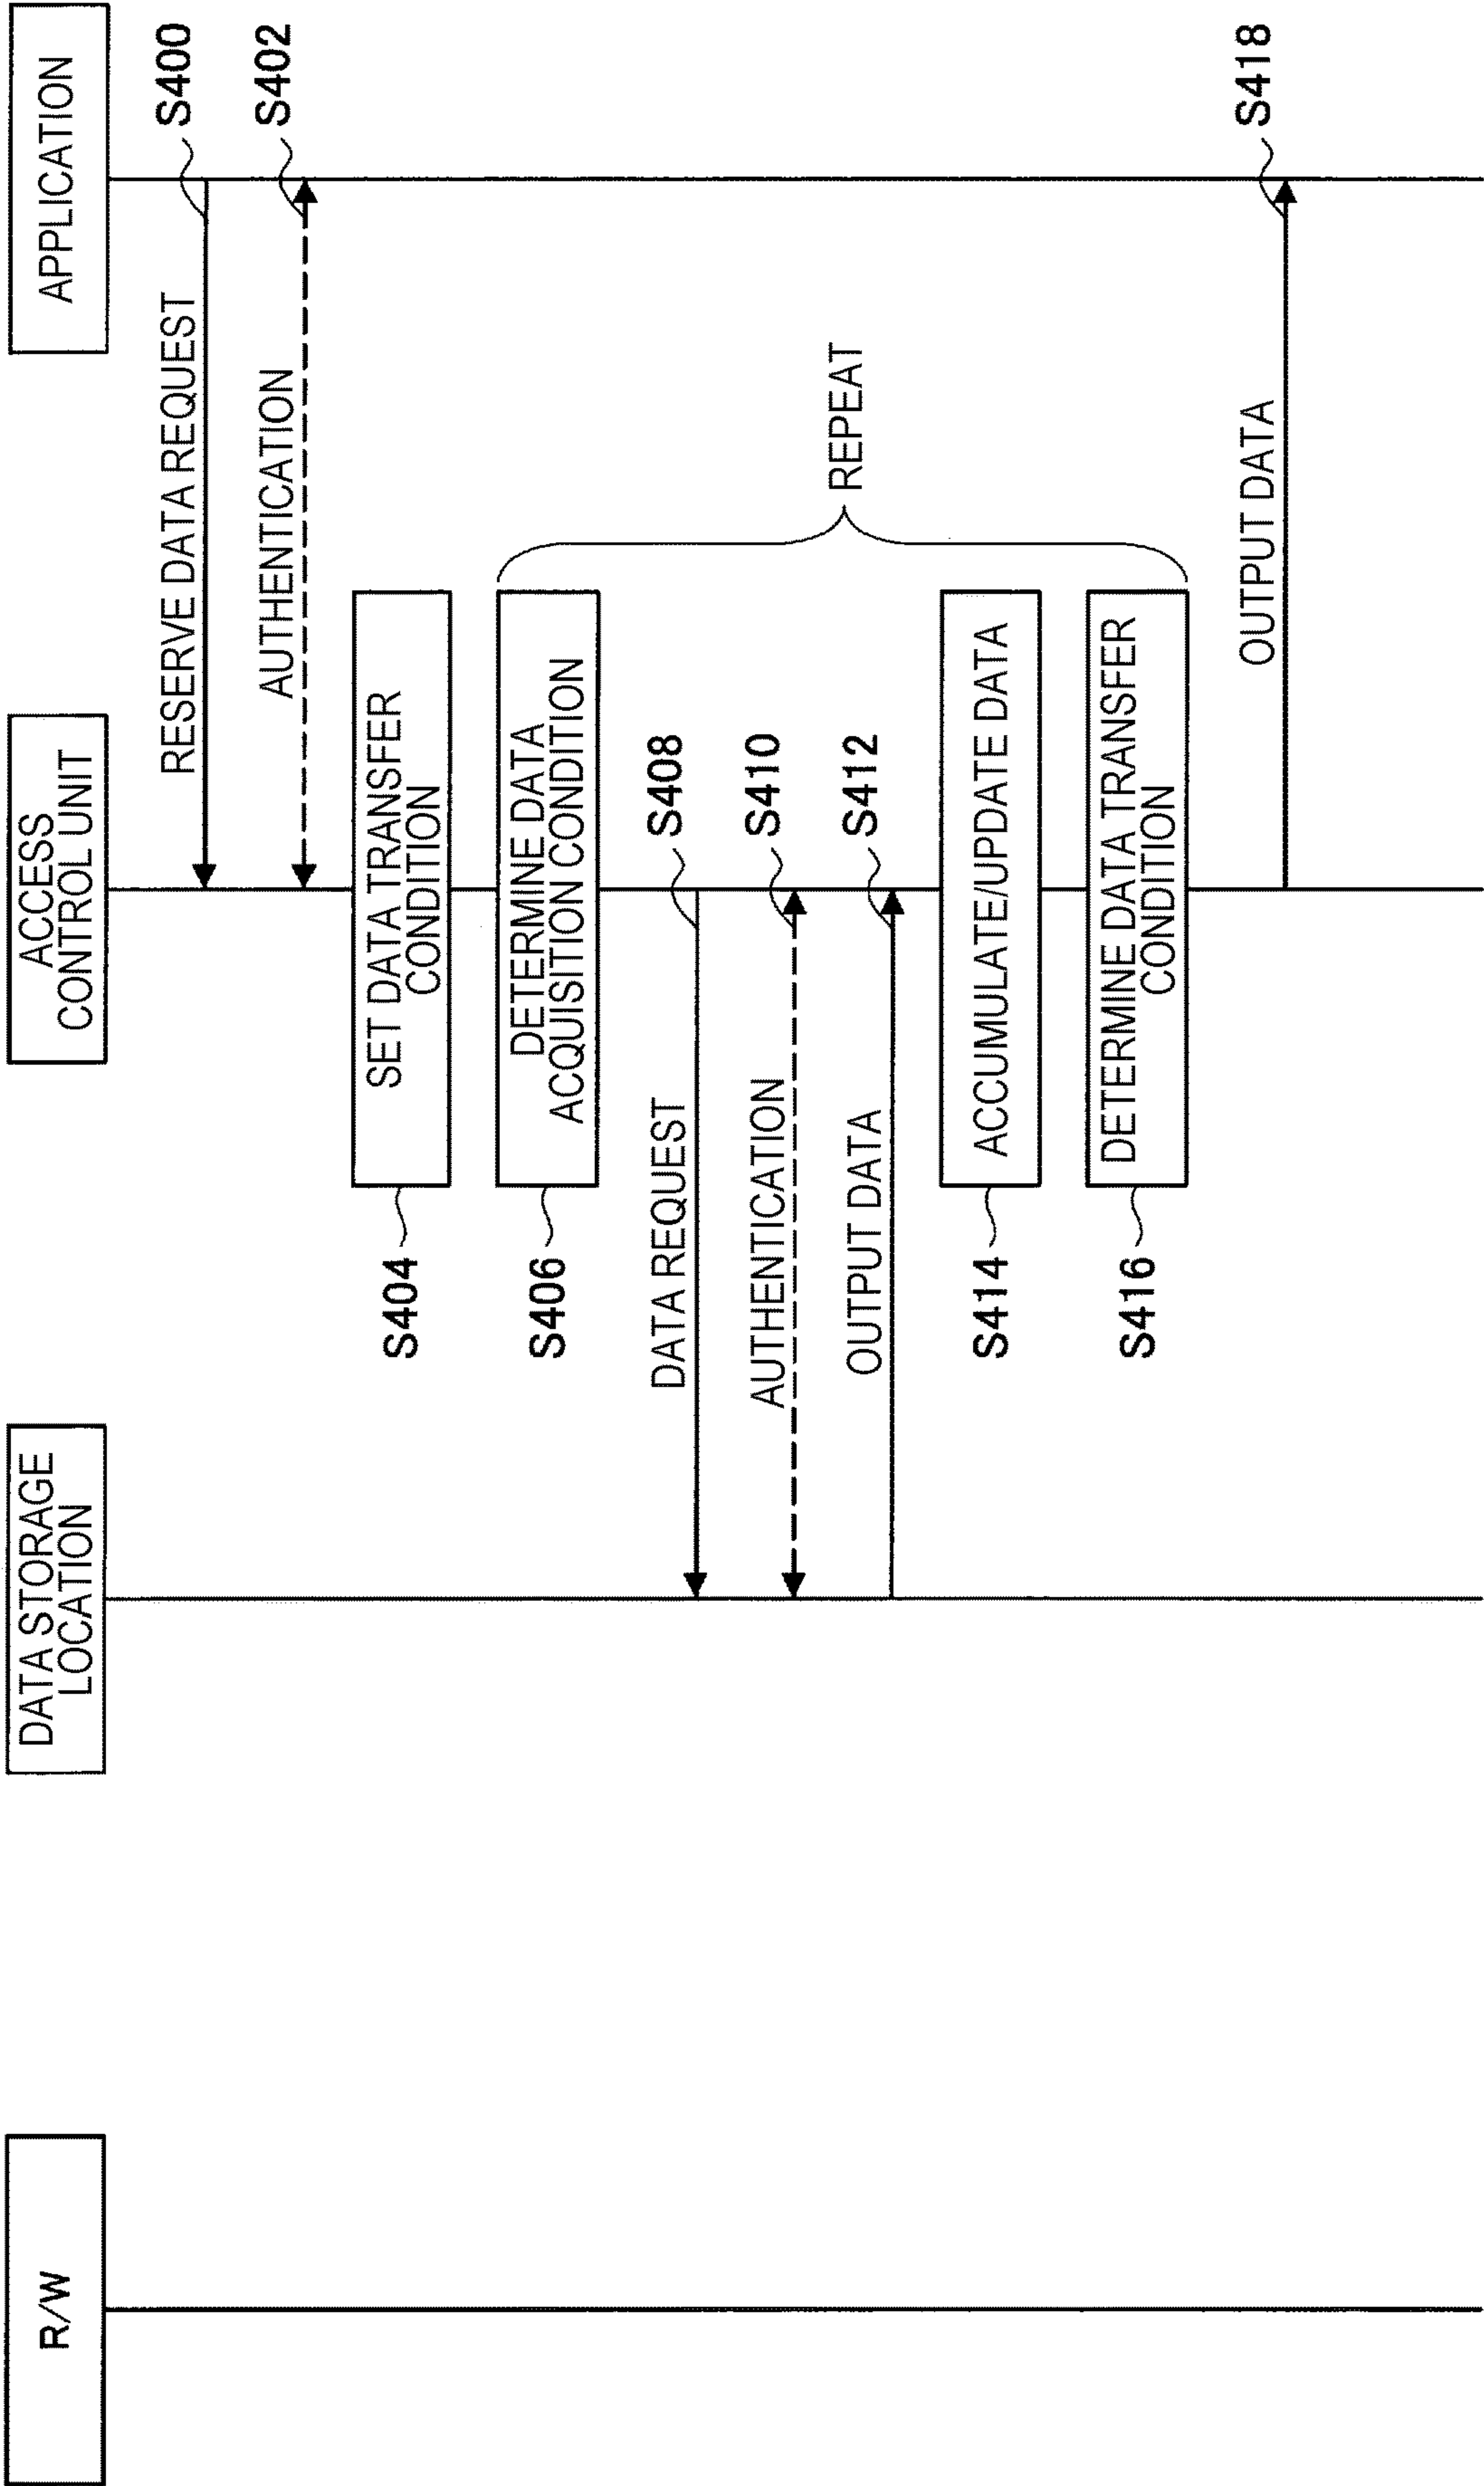 R/W
DATA STORAGE
LOCATION
ACCESS
CONTROL UNIT
APPLICATION
RESERVE DATA REQUEST
S400
AUTHENTICATION
S402
S404
SET DATA TRANSFER
CONDITION
S406
DETERMINE DATA
ACQUISITION CONDITION
DATA REQUEST
S408
AUTHENTICATION
S410
OUTPUT DATA
S412
REPEAT
S414
ACCUMULATE/UPDATE DATA
S416
DETERMINE DATA TRANSFER
CONDITION
OUTPUT DATA
S418